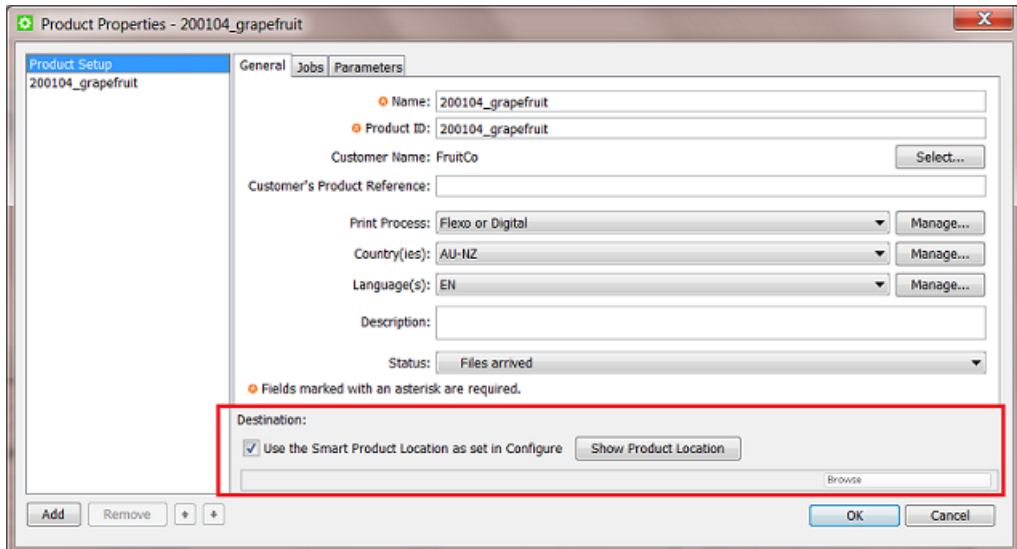 Product Properties - 200104_grapefruit
Product Setup
200104_grapefruit
General Jobs Parameters
Name: 200104_grapefruit
Product ID: 200104_grapefruit
Customer Name: FruitCo Select...
Customer's Product Reference:
Print Process: Flexo or Digital Manage...
Country(ies): AU-NZ Manage...
Language(s): EN Manage...
Description:
Status: Files arrived
Fields marked with an asterisk are required.
Destination:
Use the Smart Product Location as set in Configure Show Product Location
Browse
Add Remove OK Cancel